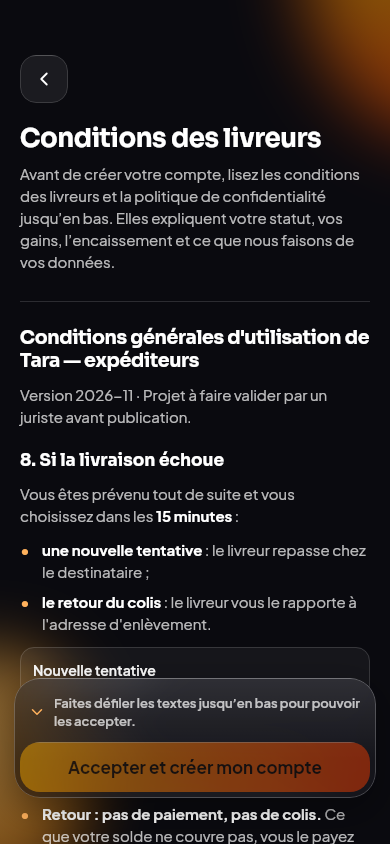 Conditions des livreurs
Avant de créer votre compte, lisez les conditions
des livreurs et la politique de confidentialité
jusqu'en bas. Elles expliquent votre statut, vos
gains, l'encaissement et ce que nous faisons de
vos données.
Conditions générales d'utilisation de
Tara — expéditeurs
Version 2026–11 · Projet à faire valider par un
juriste avant publication.
8. Si la livraison échoue
Vous êtes prévenu tout de suite et vous
choisissez dans les 15 minutes :
• une nouvelle tentative : le livreur repasse chez
le destinataire ;
• le retour du colis : le livreur vous le rapporte à
l'adresse d'enlèvement.
Nouvelle tentative
Faites défiler les textes jusqu'en bas pour pouvoir
les accepter.
Accepter et créer mon compte
• Retour : pas de paiement, pas de colis. Ce
que votre solde ne couvre pas, vous le payez